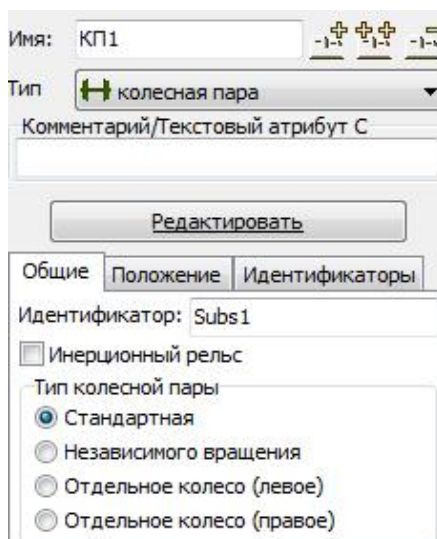 Имя: КП1
Тип колесная пара
Комментарий/Текстовый атрибут С
Редактировать
Общие Положение Идентификаторы
Идентификатор: Subs1
Инерционный рельс
Тип колесной пары
Стандартная
Независимого вращения
Отдельное колесо (левое)
Отдельное колесо (правое)